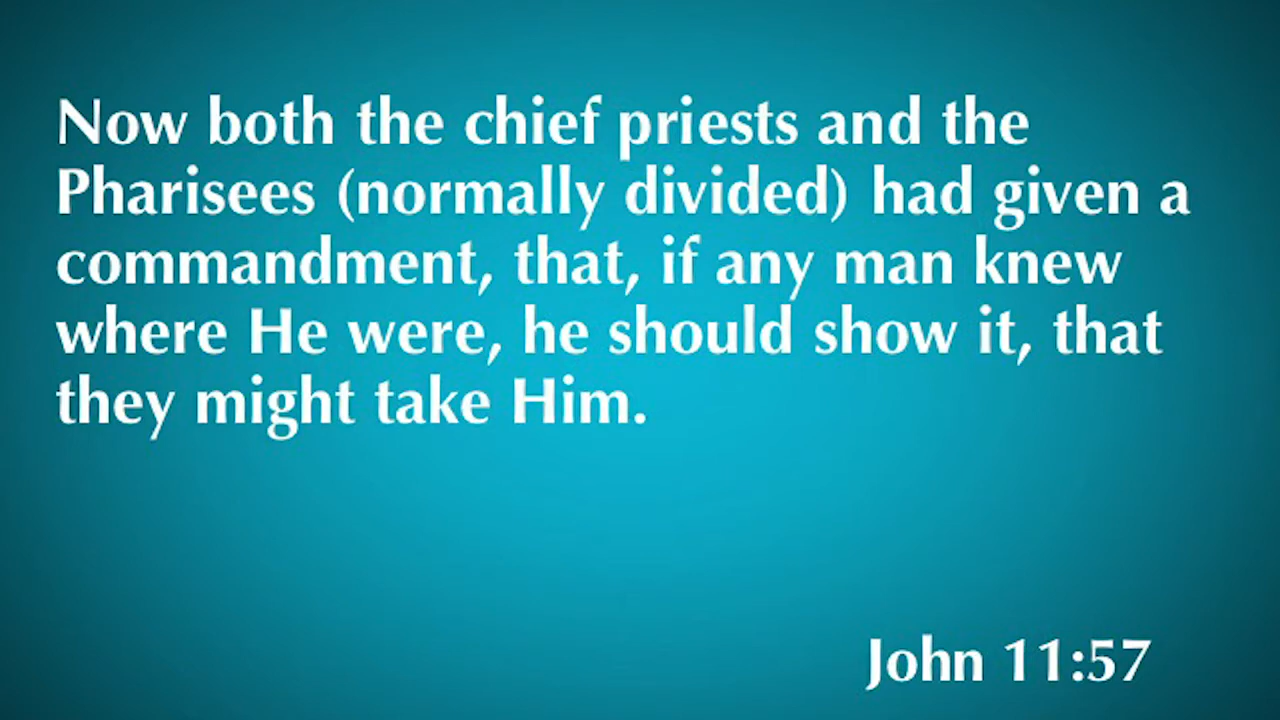 Now both the chief priests and the
Pharisees (normally divided) had given a
commandment, that, if any man knew
where He were, he should show it, that
they might take Him.
John 11:57